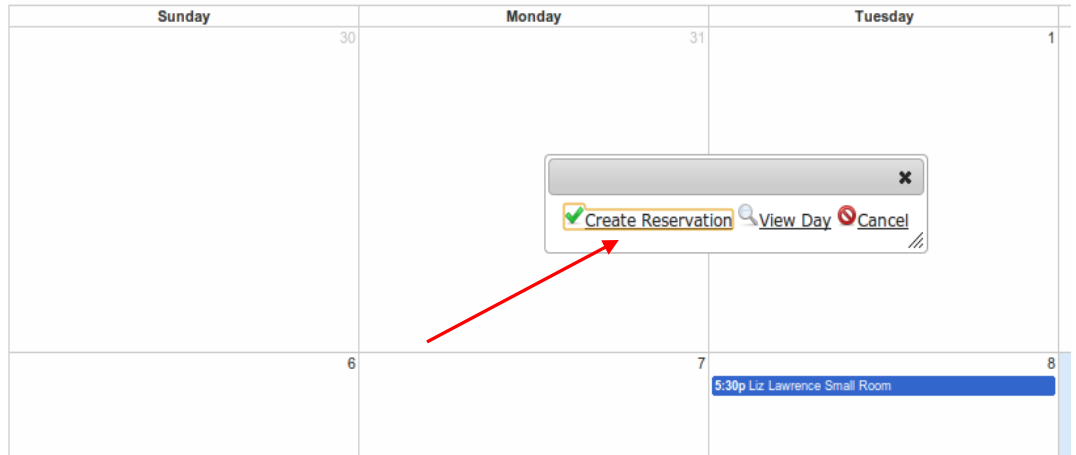 Sunday Monday Tuesday
30 31 1
Create Reservation View Day Cancel
6 7 8
5:30p Liz Lawrence Small Room